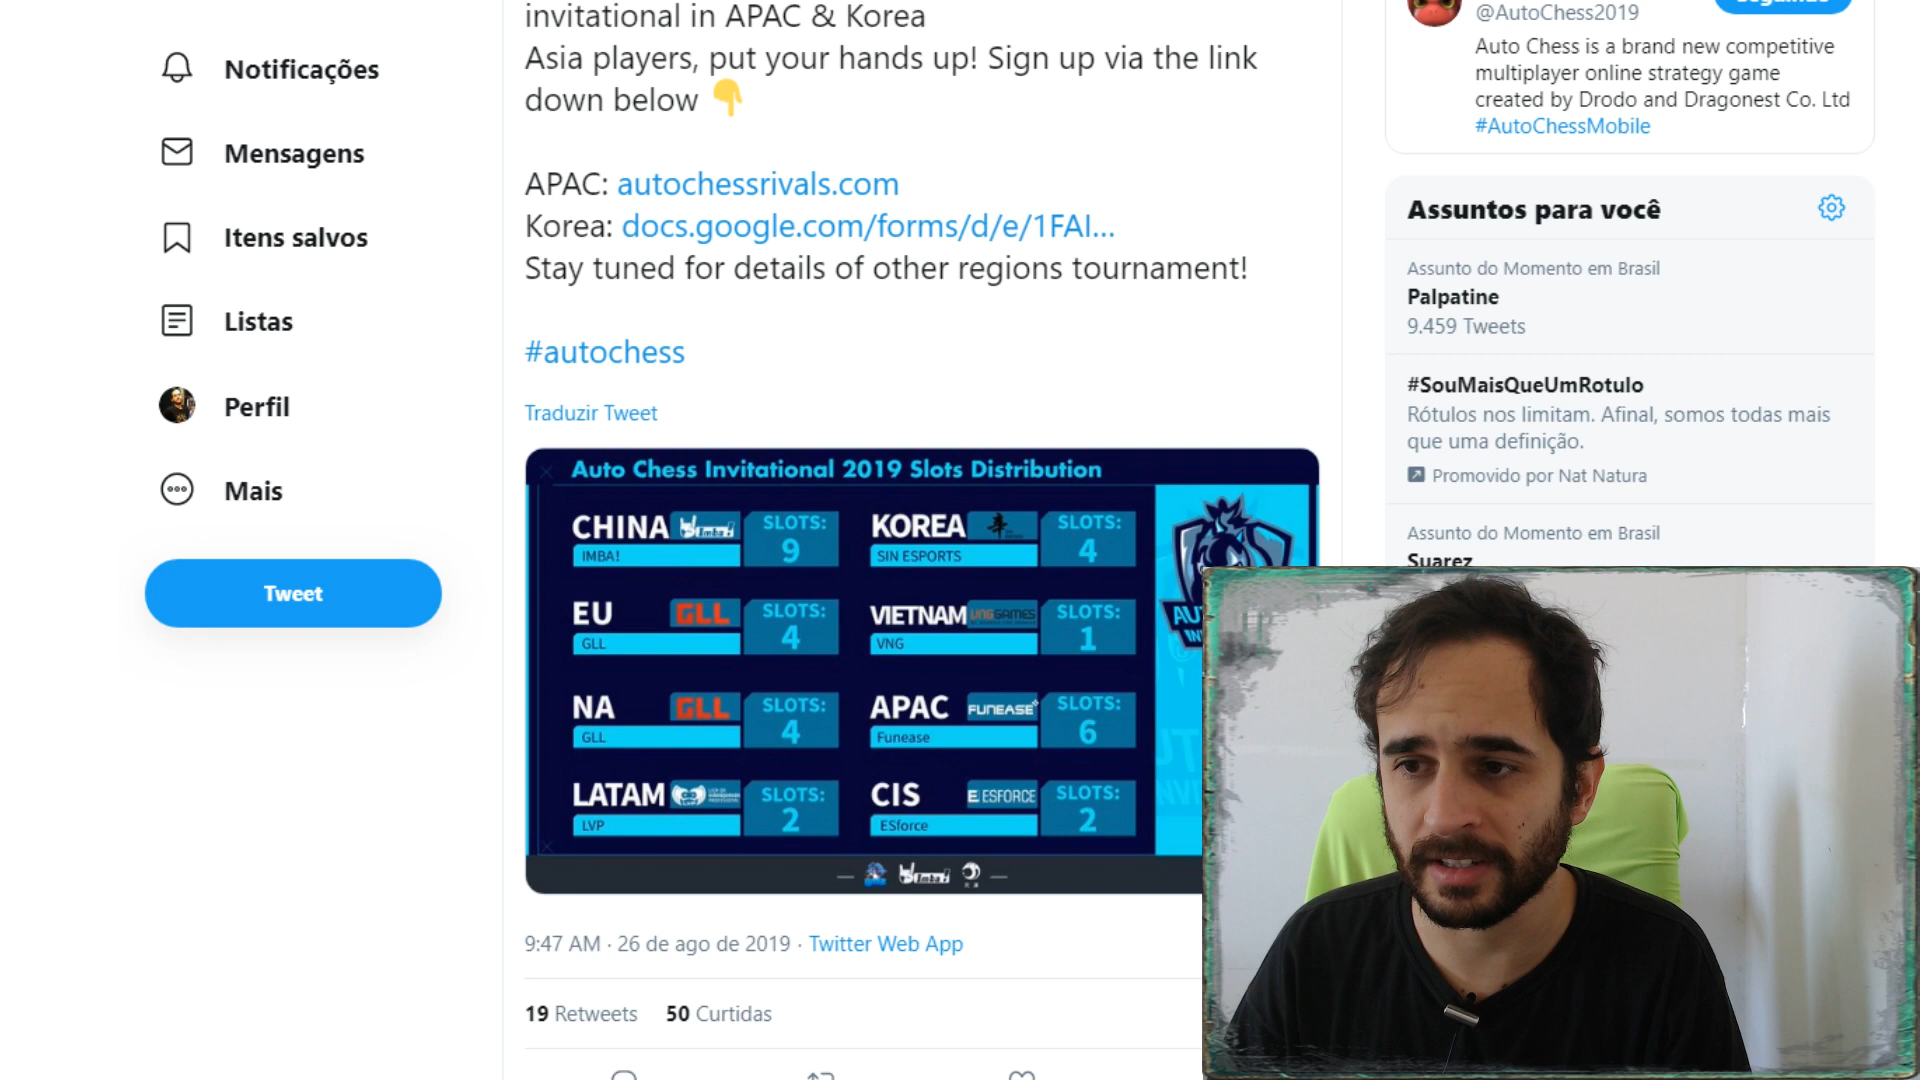 Notificações
Mensagens
Itens salvos
Listas
Perfil
Mais
Tweet
invitational in APAC & Korea
Asia players, put your hands up! Sign up via the link
down below 👇
APAC: autochessrivals.com
Korea: docs.google.com/forms/d/e/1FAI...
Stay tuned for details of other regions tournament!
#autochess
Traduzir Tweet
Auto Chess Invitational 2019 Slots Distribution
CHINA imba! SLOTS: 9
IMBA!
KOREA SLOTS: 4
SIN ESPORTS
EU GLL SLOTS: 4
GLL
VIETNAM VNGGAMES SLOTS: 1
VNG
NA GLL SLOTS: 4
GLL
APAC FUNEASE SLOTS: 6
Funease
LATAM SLOTS: 2
LVP
CIS ESFORCE SLOTS: 2
ESforce
imba!
9:47 AM · 26 de ago de 2019 · Twitter Web App
19 Retweets 50 Curtidas
@AutoChess2019
Auto Chess is a brand new competitive
multiplayer online strategy game
created by Drodo and Dragonest Co. Ltd
#AutoChessMobile
Assuntos para você
Assunto do Momento em Brasil
Palpatine
9.459 Tweets
#SouMaisQueUmRotulo
Rótulos nos limitam. Afinal, somos todas mais
que uma definição.
Promovido por Nat Natura
Assunto do Momento em Brasil
Suarez